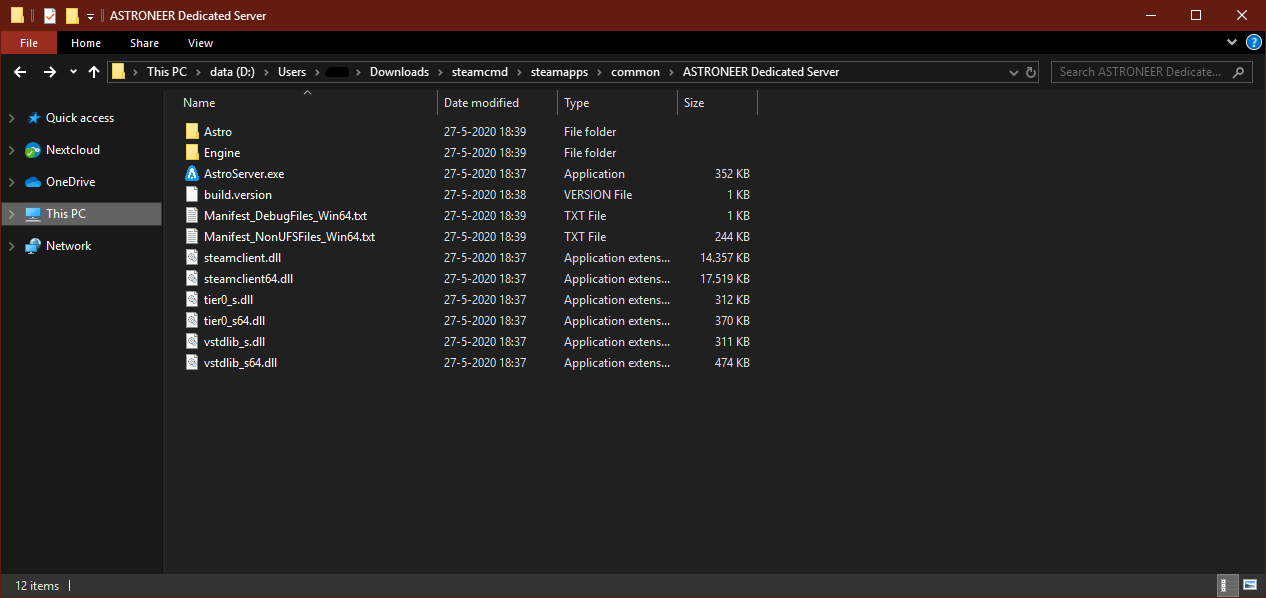 ASTRONEER Dedicated Server
File Home Share View
This PC data (D:) Users Downloads steamcmd steamapps common ASTRONEER Dedicated Server
Search ASTRONEER Dedicate...
Quick access
Nextcloud
OneDrive
This PC
Network
Name Date modified Type Size
Astro 27-5-2020 18:39 File folder
Engine 27-5-2020 18:39 File folder
AstroServer.exe 27-5-2020 18:37 Application 352 KB
build.version 27-5-2020 18:38 VERSION File 1 KB
Manifest_DebugFiles_Win64.txt 27-5-2020 18:39 TXT File 1 KB
Manifest_NonUFSFiles_Win64.txt 27-5-2020 18:39 TXT File 244 KB
steamclient.dll 27-5-2020 18:37 Application extens... 14.357 KB
steamclient64.dll 27-5-2020 18:37 Application extens... 17.519 KB
tier0_s.dll 27-5-2020 18:37 Application extens... 312 KB
tier0_s64.dll 27-5-2020 18:37 Application extens... 370 KB
vstdlib_s.dll 27-5-2020 18:37 Application extens... 311 KB
vstdlib_s64.dll 27-5-2020 18:37 Application extens... 474 KB
12 items